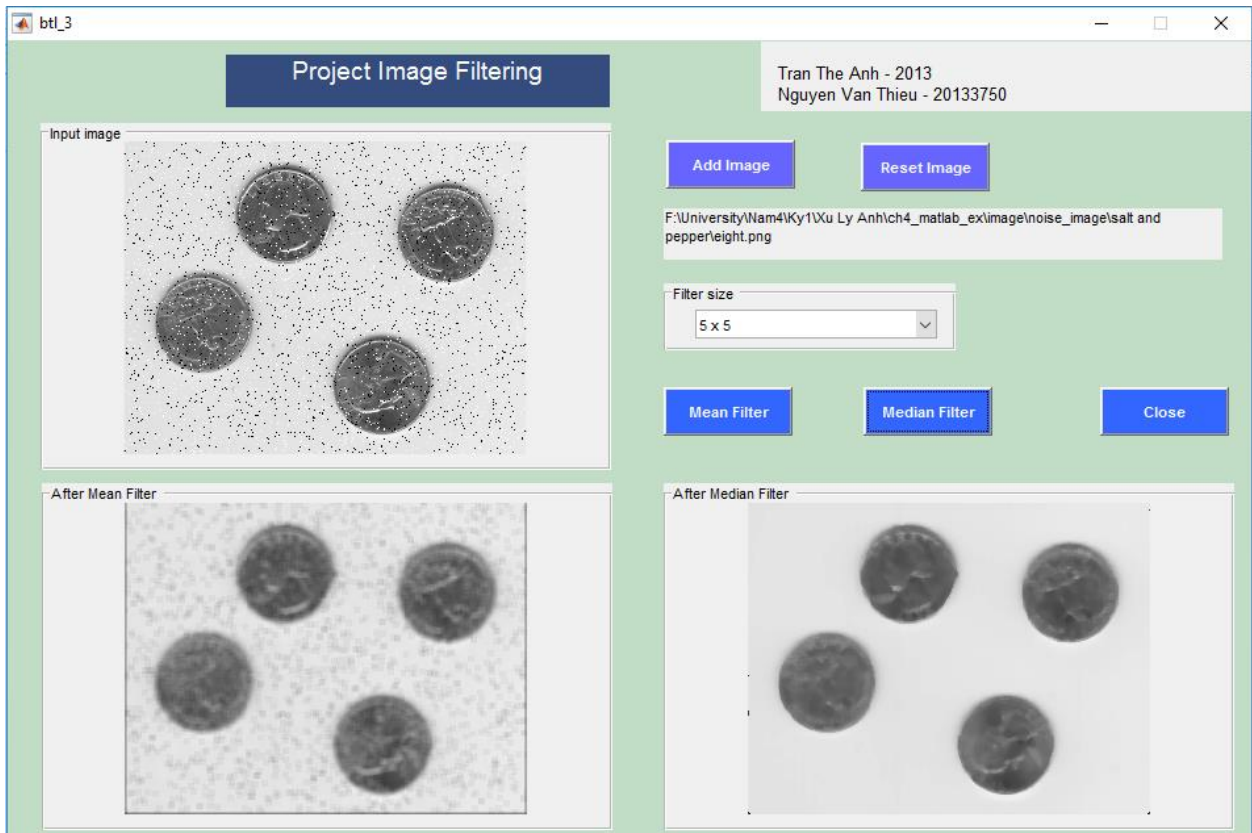 btl_3
Project Image Filtering
Tran The Anh - 2013
Nguyen Van Thieu - 20133750
Input image
Add Image
Reset Image
F:\University\Nam4\Ky1\Xu Ly Anh\ch4_matlab_ex\image\noise_image\salt and
pepper\eight.png
Filter size
5 x 5
Mean Filter
Median Filter
Close
After Mean Filter
After Median Filter